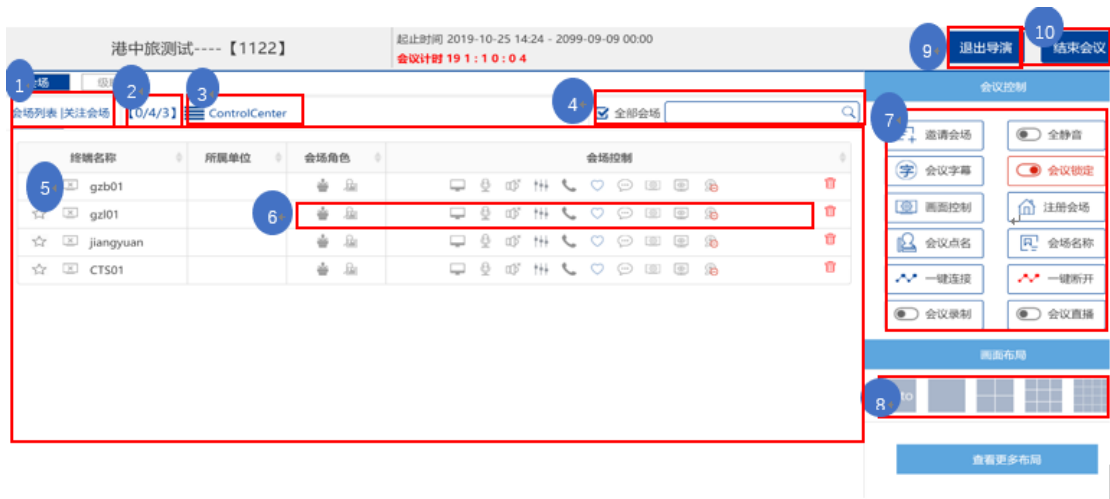 港中旅测试----【1122】
起止时间 2019-10-25 14:24 - 2099-09-09 00:00
会议计时 19 1 : 1 0 : 0 4
9
退出导演
10
结束会议
1
场
级
2
3
会场列表 |关注会场
【0/4/3】
ControlCenter
4
全部会场
会议控制
7
终端名称
所属单位
会场角色
会场控制
5
gzb01
6
gzl01
jiangyuan
CTS01
邀请会场
全静音
字
会议字幕
会议锁定
画面控制
注册会场
会议点名
会场名称
一键连接
一键断开
会议录制
会议直播
画面布局
8
to
查看更多布局